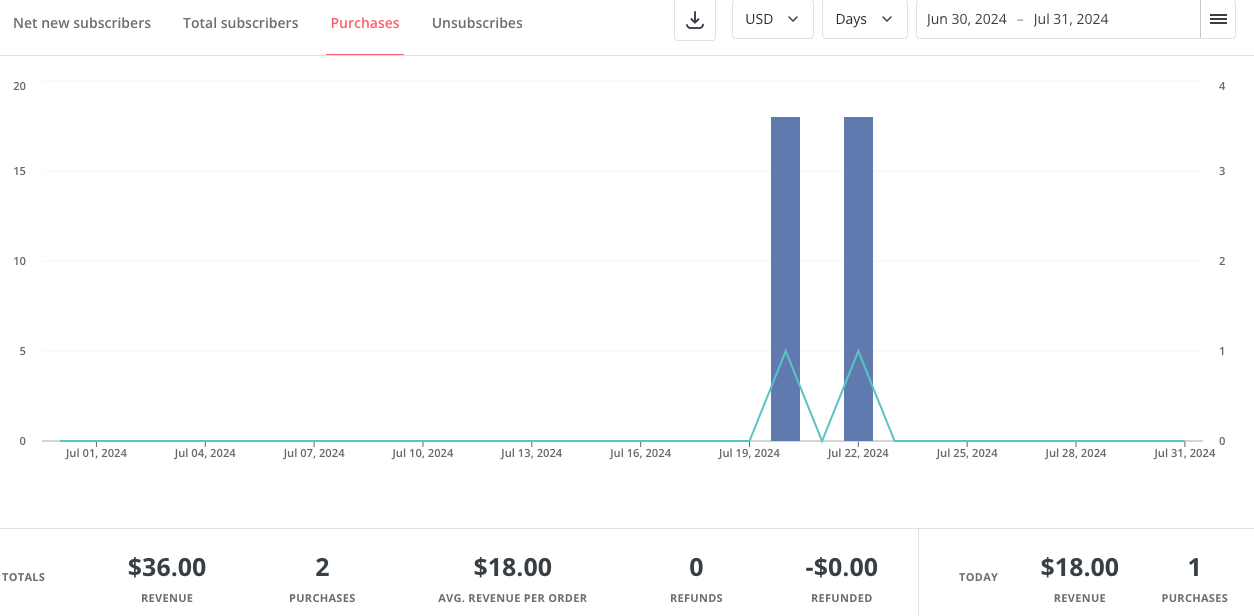 Net new subscribers Total subscribers Purchases Unsubscribes USD Days Jun 30, 2024 – Jul 31, 2024
20 4
15 3
10 2
5 1
0 0
Jul 01, 2024 Jul 04, 2024 Jul 07, 2024 Jul 10, 2024 Jul 13, 2024 Jul 16, 2024 Jul 19, 2024 Jul 22, 2024 Jul 25, 2024 Jul 28, 2024 Jul 31, 2024
TOTALS
$36.00 2 $18.00 0 -$0.00
REVENUE PURCHASES AVG. REVENUE PER ORDER REFUNDS REFUNDED
TODAY
$18.00 1
REVENUE PURCHASES